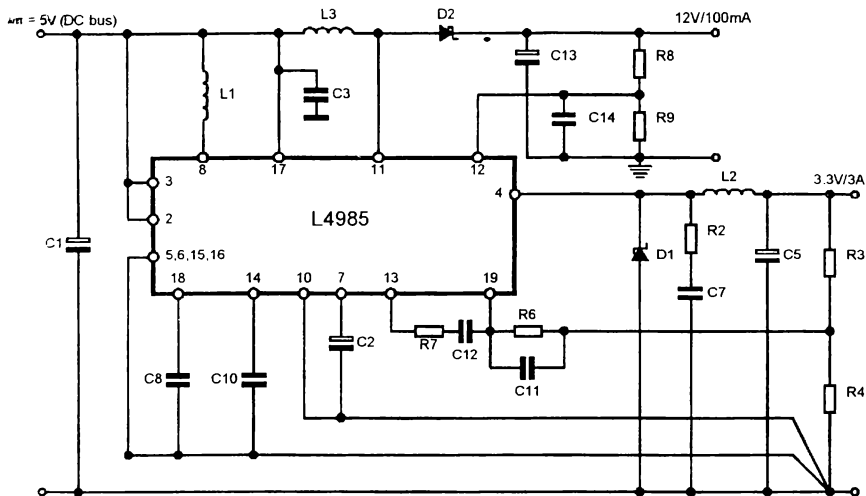 = 5V (DC bus)
L3
D2
12V/100mA
C13
R8
L1
C3
C14
R9
8
17
11
12
3
4
L2
3.3V/3A
2
L4985
C1
R2
D1
C5
R3
5,6,15,16
18
14
10
7
13
19
C7
R6
R7
C12
C2
C8
C10
C11
R4